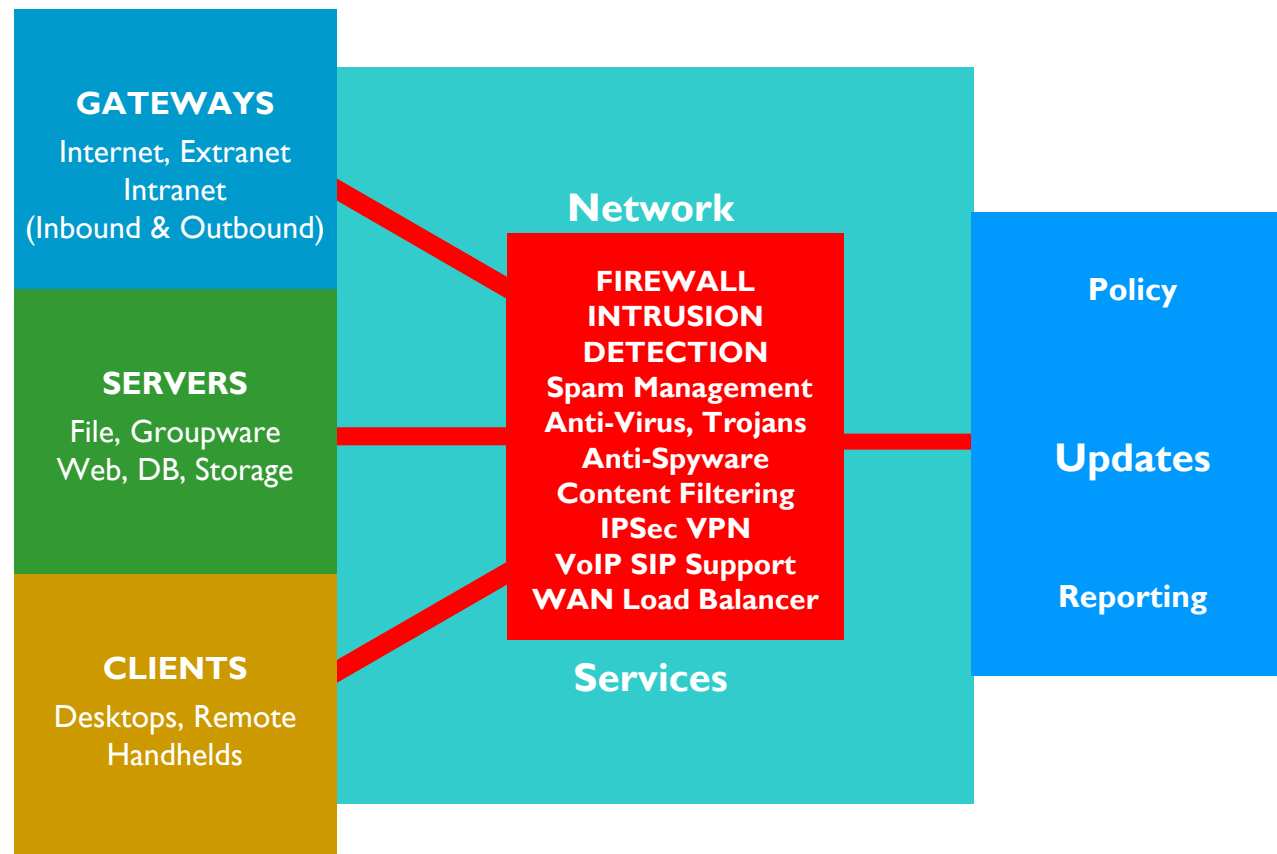 GATEWAYS
Internet, Extranet
Intranet
(Inbound & Outbound)
SERVERS
File, Groupware
Web, DB, Storage
CLIENTS
Desktops, Remote
Handhelds
Network
FIREWALL
INTRUSION
DETECTION
Spam Management
Anti-Virus, Trojans
Anti-Spyware
Content Filtering
IPSec VPN
VoIP SIP Support
WAN Load Balancer
Services
Policy
Updates
Reporting